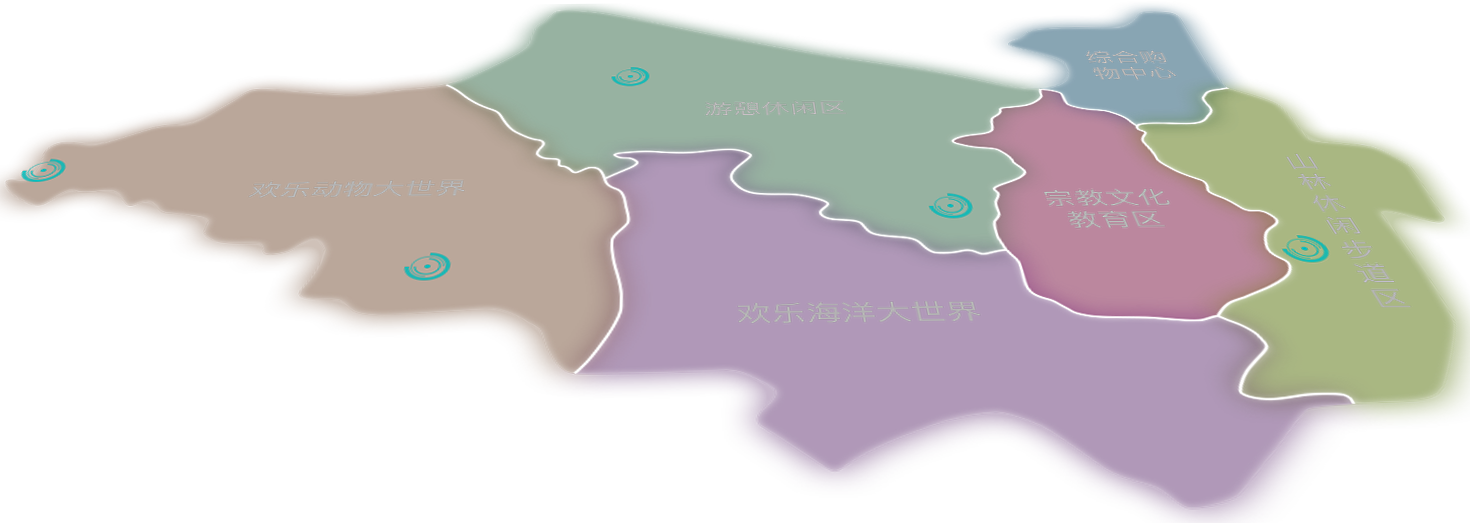 综合购
物中心
游憩休闲区
山林休闲步道区
欢乐动物大世界
宗教文化
教育区
欢乐海洋大世界